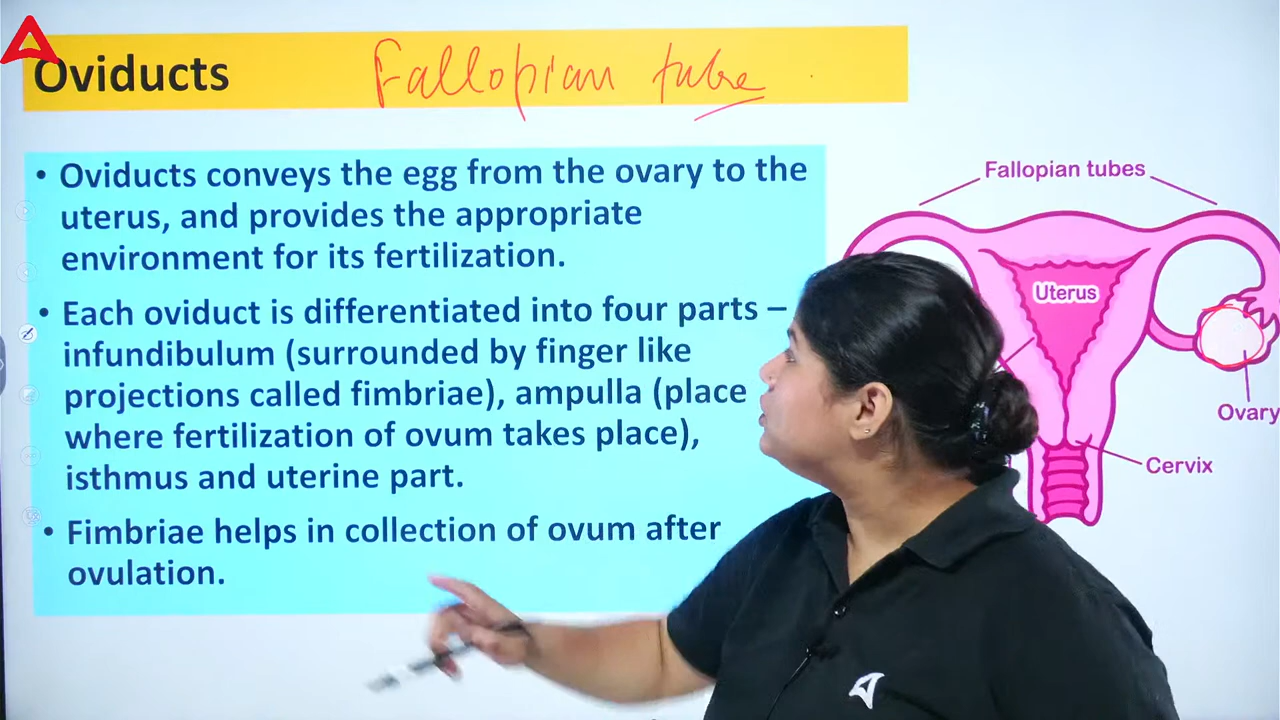 Oviducts Fallopian tube
• Oviducts conveys the egg from the ovary to the
uterus, and provides the appropriate
environment for its fertilization.
• Each oviduct is differentiated into four parts –
infundibulum (surrounded by finger like
projections called fimbriae), ampulla (place
where fertilization of ovum takes place),
isthmus and uterine part.
• Fimbriae helps in collection of ovum after
ovulation.
Fallopian tubes
Uterus
Ovary
Cervix